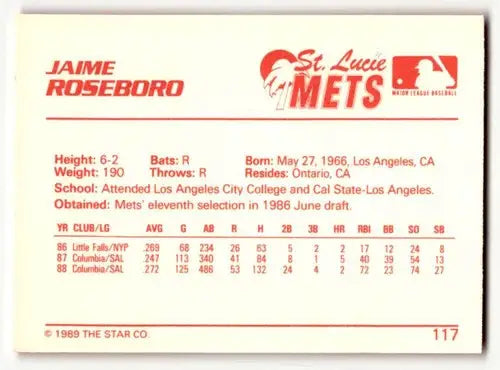 JAIME
ROSEBORO
St. Lucie
METS
MAJOR LEAGUE BASEBALL
Height: 6-2 Bats: R Born: May 27, 1966, Los Angeles, CA
Weight: 190 Throws: R Resides: Ontario, CA
School: Attended Los Angeles City College and Cal State-Los Angeles.
Obtained: Mets' eleventh selection in 1986 June draft.
YR CLUB/LG AVG G AB R H 2B 3B HR RBI BB SO SB
86 Little Falls/NYP .269 68 234 26 63 5 2 2 17 12 24 8
87 Columbia/SAL .247 113 340 41 84 8 1 5 40 39 54 13
88 Columbia/SAL .272 125 486 53 132 24 4 2 72 23 74 27
© 1989 THE STAR CO. 117